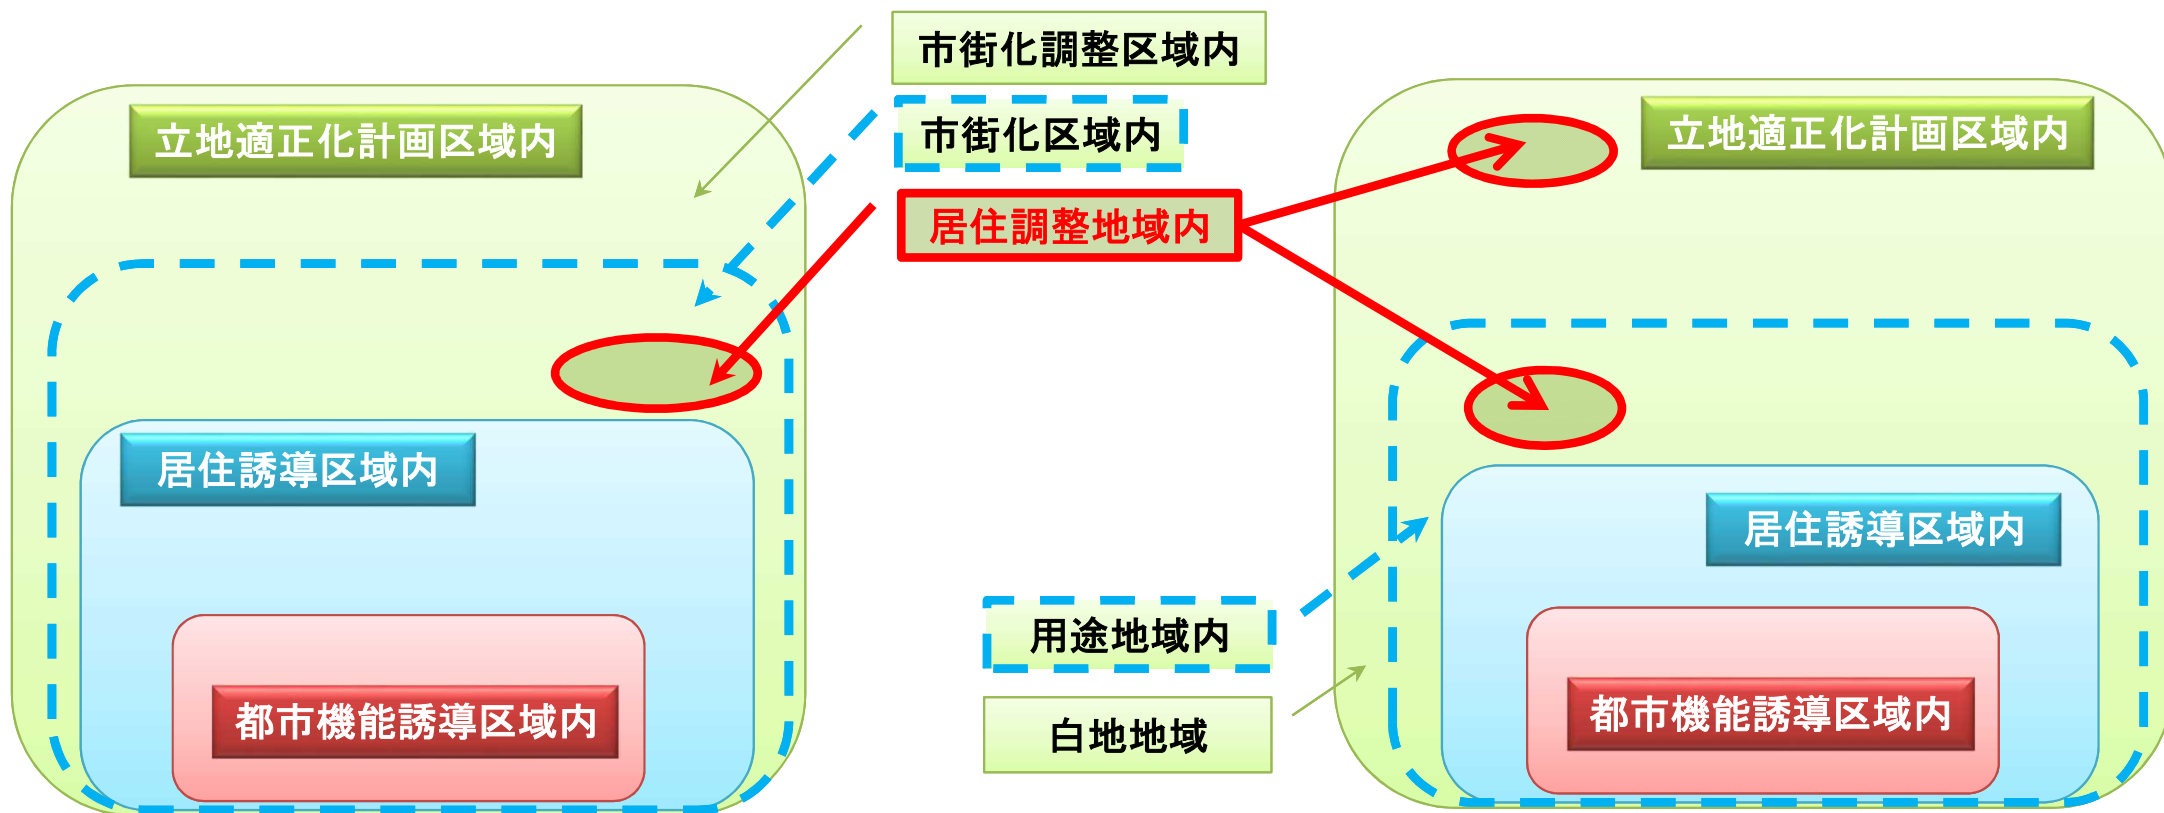 市街化調整区域内
立地適正化計画区域内
市街化区域内
立地適正化計画区域内
居住調整地域内
居住誘導区域内
居住誘導区域内
用途地域内
都市機能誘導区域内
都市機能誘導区域内
白地地域